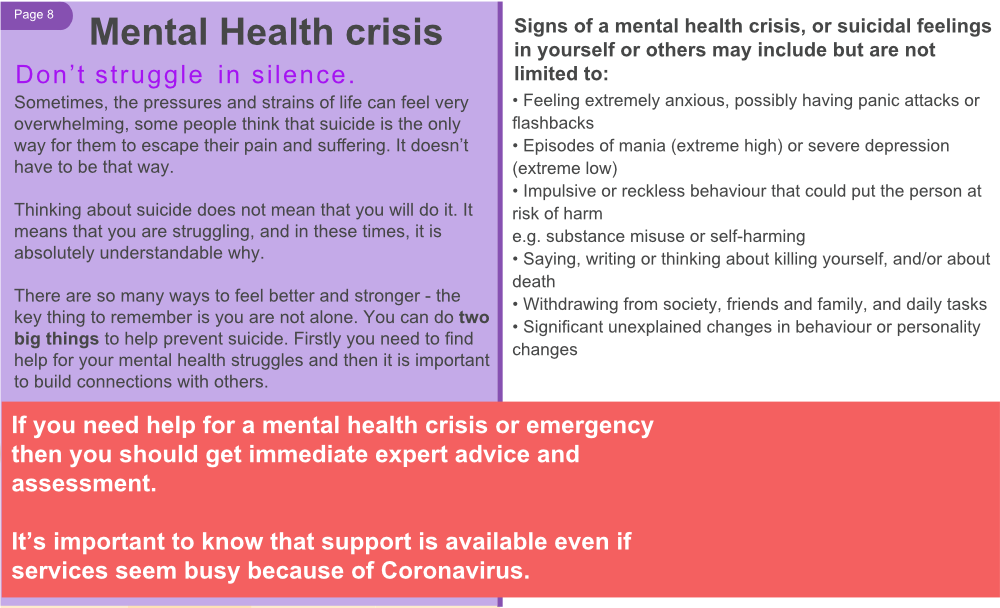 Page 8
Mental Health crisis
Don't struggle in silence.
Sometimes, the pressures and strains of life can feel very
overwhelming, some people think that suicide is the only
way for them to escape their pain and suffering. It doesn't
have to be that way.
Thinking about suicide does not mean that you will do it. It
means that you are struggling, and in these times, it is
absolutely understandable why.
There are so many ways to feel better and stronger - the
key thing to remember is you are not alone. You can do two
big things to help prevent suicide. Firstly you need to find
help for your mental health struggles and then it is important
to build connections with others.
Signs of a mental health crisis, or suicidal feelings
in yourself or others may include but are not
limited to:
• Feeling extremely anxious, possibly having panic attacks or
flashbacks
• Episodes of mania (extreme high) or severe depression
(extreme low)
• Impulsive or reckless behaviour that could put the person at
risk of harm
e.g. substance misuse or self-harming
• Saying, writing or thinking about killing yourself, and/or about
death
• Withdrawing from society, friends and family, and daily tasks
• Significant unexplained changes in behaviour or personality
changes
If you need help for a mental health crisis or emergency
then you should get immediate expert advice and
assessment.
It's important to know that support is available even if
services seem busy because of Coronavirus.